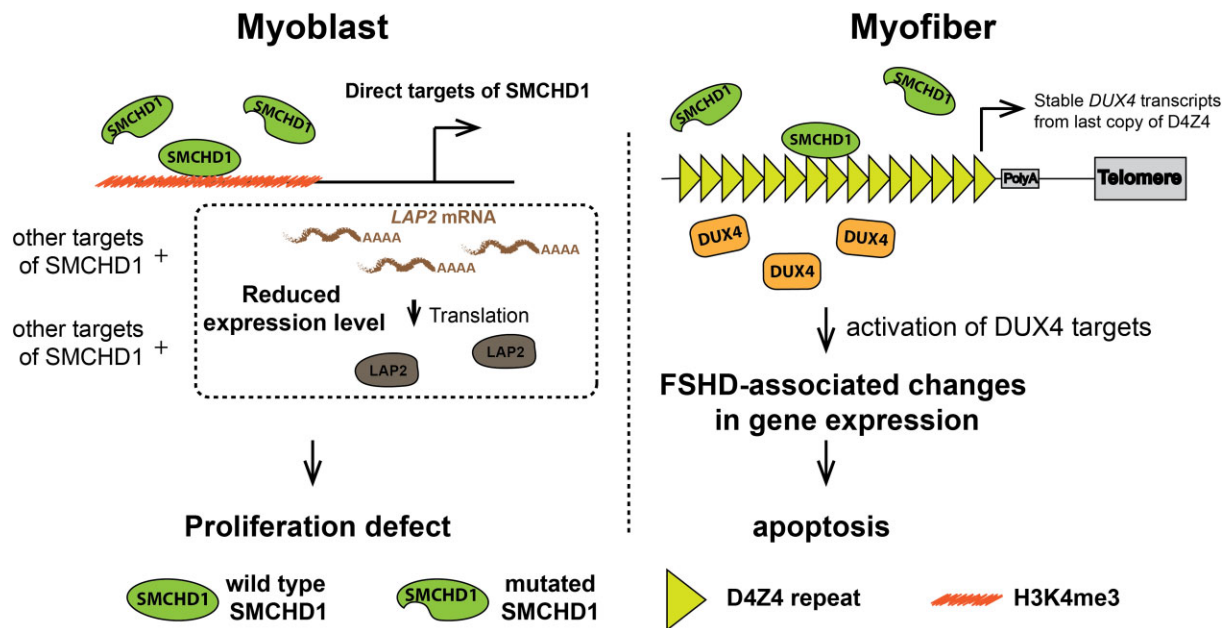 Myoblast
Direct targets of SMCHD1
SMCHD1
SMCHD1
SMCHD1
LAP2 mRNA
AAAA
AAAA
AAAA
other targets
of SMCHD1 +
Reduced
expression level
Translation
other targets
of SMCHD1 +
LAP2
LAP2
Proliferation defect
Myofiber
SMCHD1
SMCHD1
Stable DUX4 transcripts
from last copy of D4Z4
SMCHD1
PolyA
Telomere
DUX4
DUX4
DUX4
activation of DUX4 targets
FSHD-associated changes
in gene expression
apoptosis
SMCHD1
wild type
SMCHD1
SMCHD1
mutated
SMCHD1
D4Z4 repeat
H3K4me3